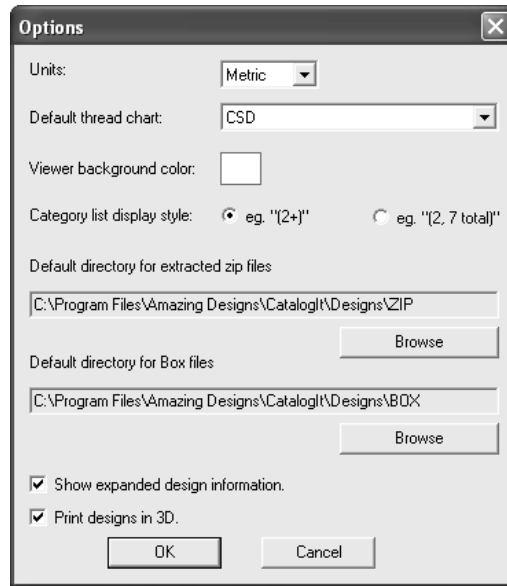 Options
Units:
Metric
Default thread chart:
CSD
Viewer background color:
Category list display style:
eg. "(2+)"
eg. "(2, 7 total)"
Default directory for extracted zip files
C:\Program Files\Amazing Designs\CatalogIt\Designs\ZIP
Browse
Default directory for Box files
C:\Program Files\Amazing Designs\CatalogIt\Designs\BOX
Browse
Show expanded design information.
Print designs in 3D.
OK
Cancel